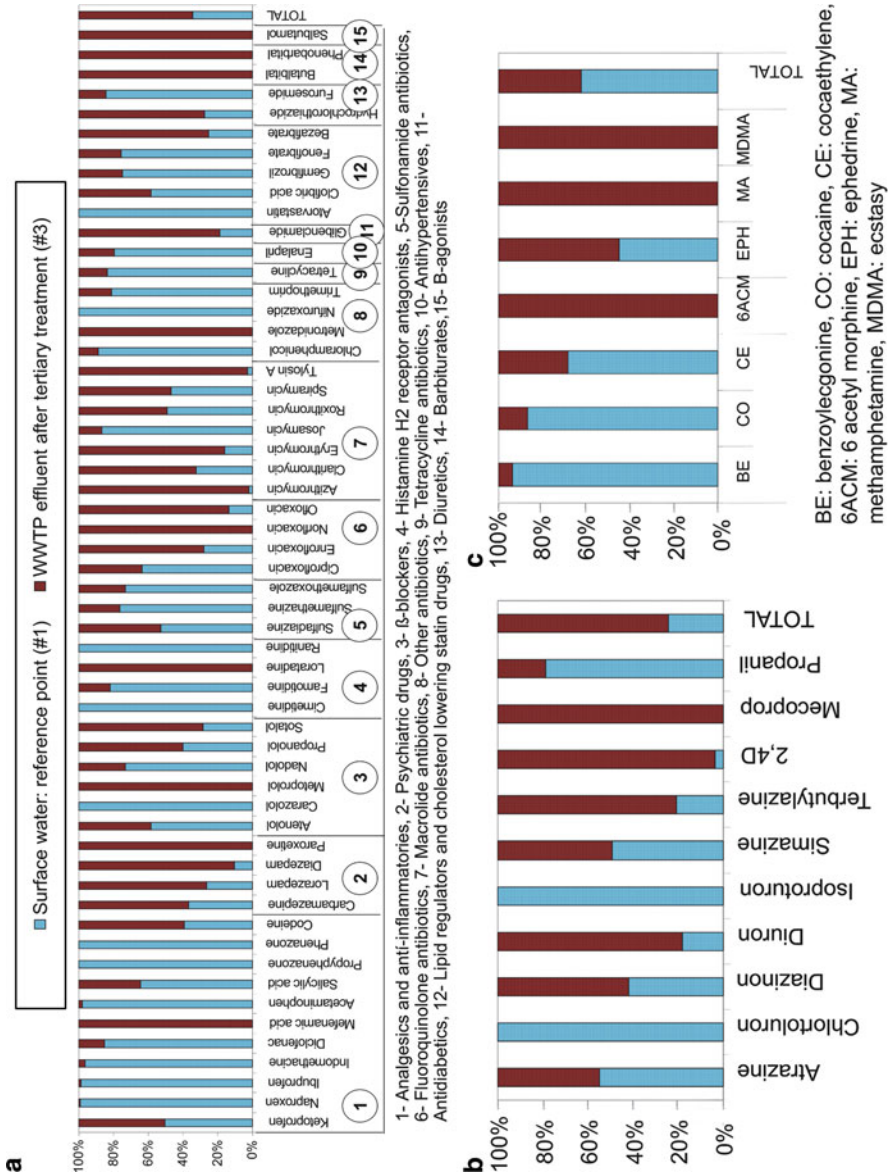 a
Surface water: reference point (#1)
WWTP effluent after tertiary treatment (#3)
100%
80%
60%
40%
20%
0%
Ketoprofen
Naproxen
Ibuprofen
Indomethacine
Diclofenac
Mefenamic acid
Acetaminophen
Salicylic acid
Propyphenazone
Phenazone
Codeine
Carbamazepine
Lorazepam
Diazepam
Paroxetine
Atenolol
Carazolol
Metoprolol
Nadolol
Propanolol
Sotalol
Cimetidine
Famotidine
Loratadine
Ranitidine
Sulfadiazine
Sulfamethazine
Sulfamethoxazole
Ciprofloxacin
Enrofloxacin
Norfloxacin
Ofloxacin
Azithromycin
Clarithromycin
Erythromycin
Josamycin
Roxithromycin
Spiramycin
Tylosin A
Chloramphenicol
Metronidazole
Nifuroxazide
Trimethoprim
Tetracycline
Enalapril
Glibenclamide
Atorvastatin
Clofibric acid
Gemfibrozil
Fenofibrate
Bezafibrate
Hydrochlorothiazide
Furosemide
Butalbital
Phenobarbital
Salbutamol
TOTAL
1
2
3
4
5
6
7
8
9
10
11
12
13
14
15
1- Analgesics and anti-inflammatories, 2- Psychiatric drugs, 3- ß-blockers, 4- Histamine H2 receptor antagonists, 5-Sulfonamide antibiotics,
6- Fluoroquinolone antibiotics, 7- Macrolide antibiotics, 8- Other antibiotics, 9- Tetracycline antibiotics, 10- Antihypertensives, 11-
Antidiabetics, 12- Lipid regulators and cholesterol lowering statin drugs, 13- Diuretics, 14- Barbiturates,15- B-agonists
b
100%
80%
60%
40%
20%
0%
Atrazine
Chlortoluron
Diazinon
Diuron
Isoproturon
Simazine
Terbutylazine
2,4D
Mecoprop
Propanil
TOTAL
c
100%
80%
60%
40%
20%
0%
BE
CO
CE
6ACM
EPH
MA
MDMA
TOTAL
BE: benzoylecgonine, CO: cocaine, CE: cocaethylene,
6ACM: 6 acetyl morphine, EPH: ephedrine, MA:
methamphetamine, MDMA: ecstasy